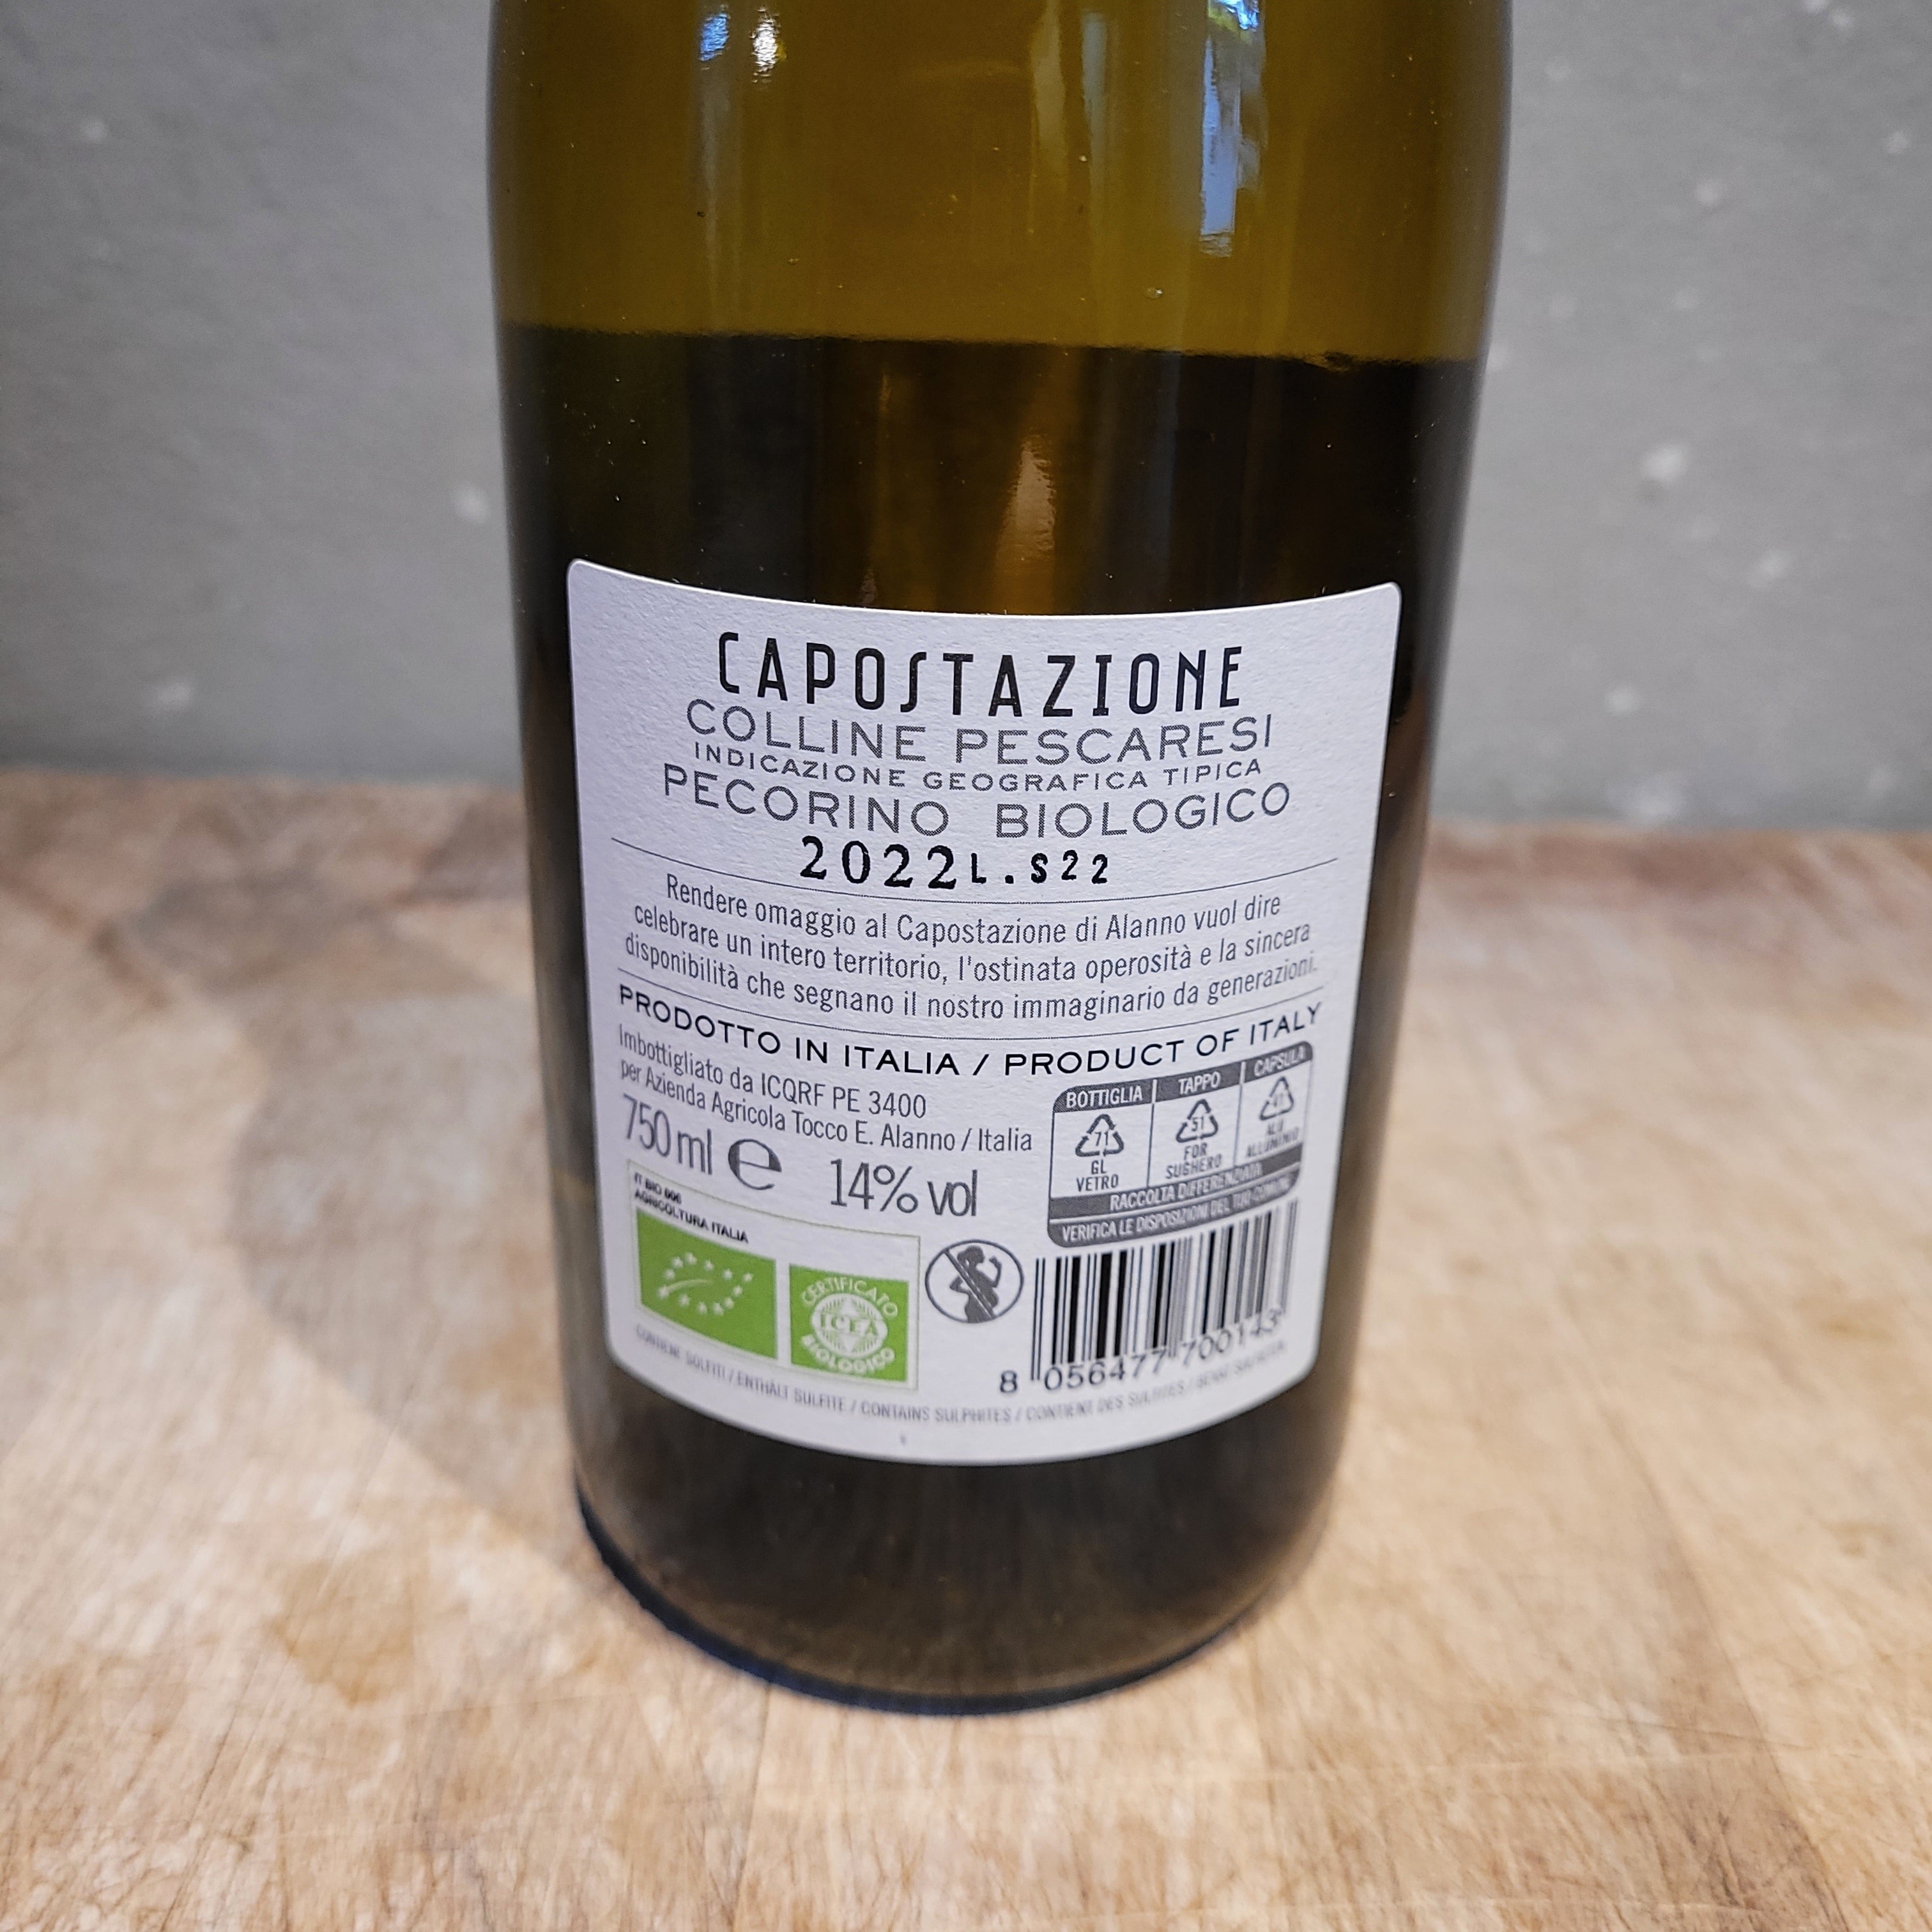 CAPOSTAZIONE
COLLINE PESCARESI
INDICAZIONE GEOGRAFICA TIPICA
PECORINO BIOLOGICO
2022 L.S22
Rendere omaggio al Capostazione di Alanno vuol dire
celebrare un intero territorio, l'ostinata operosità e la sincera
disponibilità che segnano il nostro immaginario da generazioni.
PRODOTTO IN ITALIA / PRODUCT OF ITALY
Imbottigliato da ICQRF PE 3400
per Azienda Agricola Tocco E. Alanno / Italia
750 ml e 14% vol
BOTTIGLIA TAPPO CAPSULA
71 51 41
GL FOR ALU
VETRO SUGHERO ALLUMINIO
RACCOLTA DIFFERENZIATA
VERIFICA LE DISPOSIZIONI DEL TUO COMUNE
IT BIO 006
AGRICOLTURA ITALIA
CERTIFICATO
ICEA
BIOLOGICO
8 056477 700143
CONTIENE SOLFITI / ENTHÄLT SULFITE / CONTAINS SULPHITES / CONTIENT DES SULFITES /